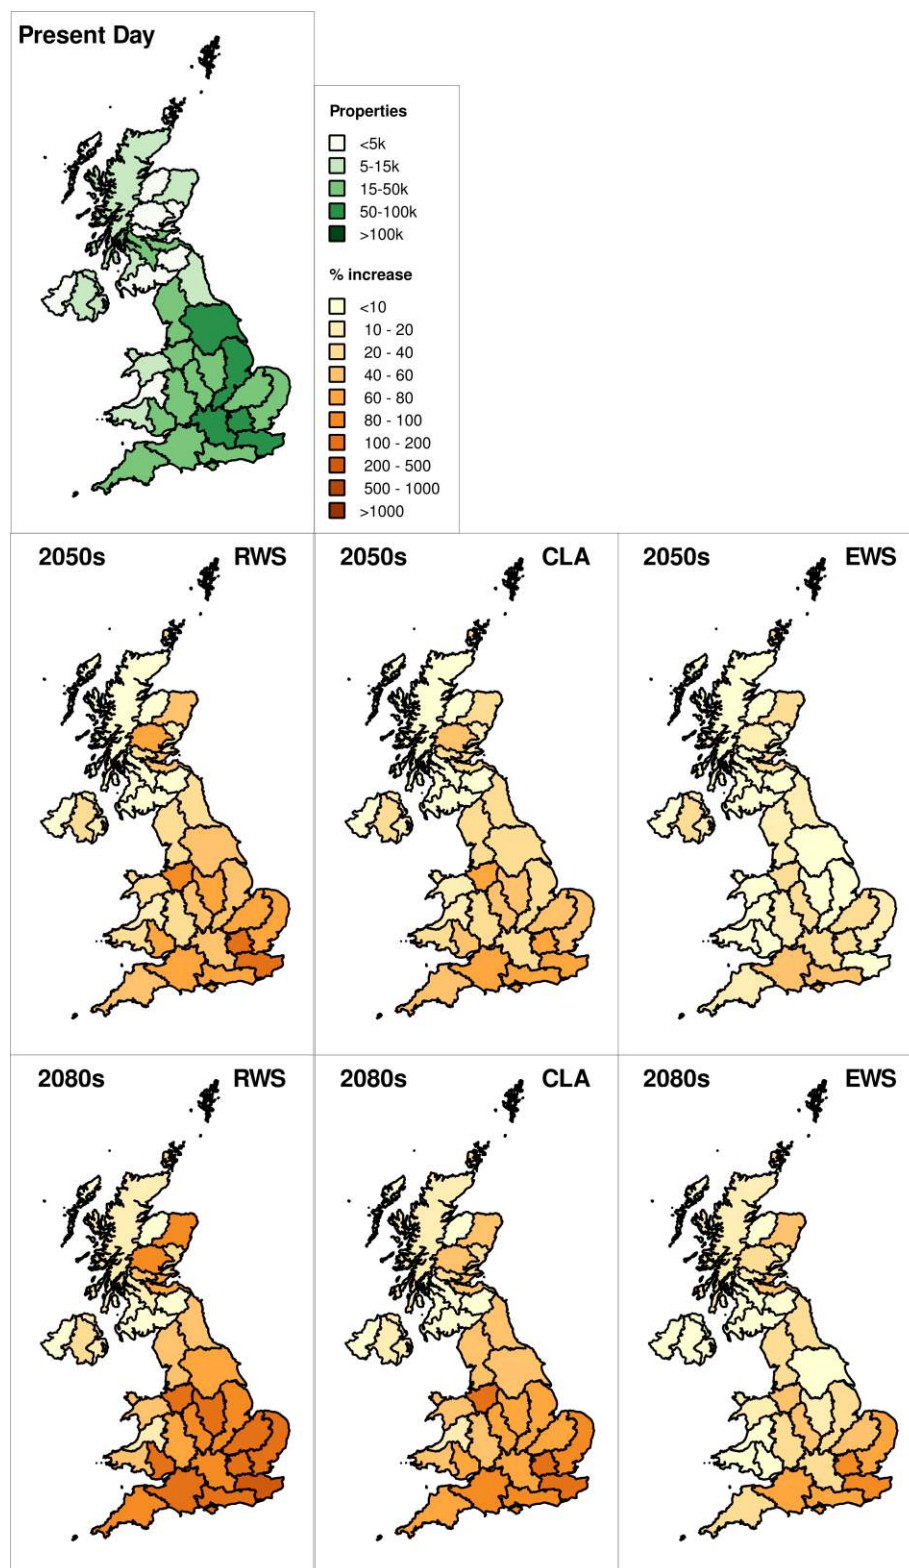 Present Day
Properties
<5k
5-15k
15-50k
50-100k
>100k
% increase
<10
10 - 20
20 - 40
40 - 60
60 - 80
80 - 100
100 - 200
200 - 500
500 - 1000
>1000
2050s RWS
2050s CLA
2050s EWS
2080s RWS
2080s CLA
2080s EWS